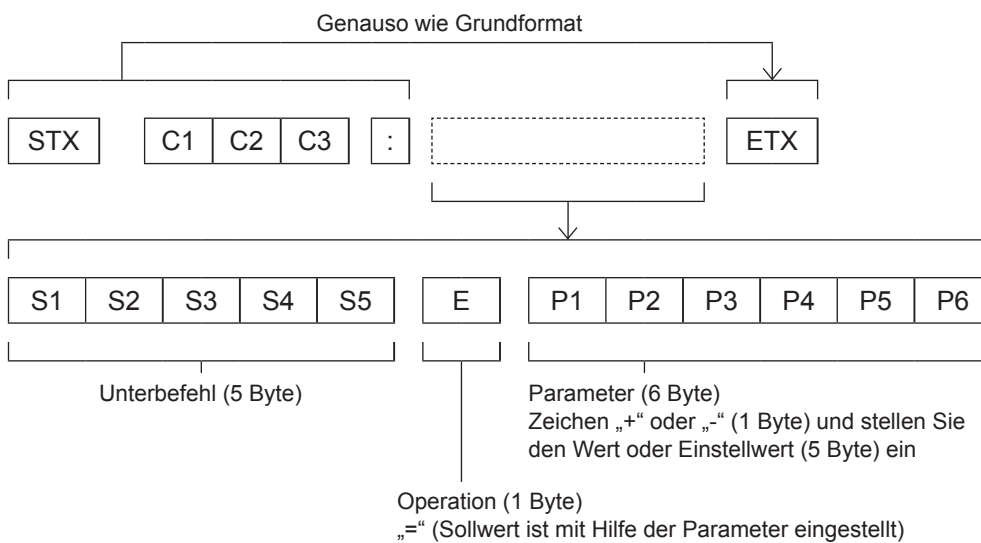 Genauso wie Grundformat
STX C1 C2 C3 : ETX
S1 S2 S3 S4 S5 E P1 P2 P3 P4 P5 P6
Unterbefehl (5 Byte)
Parameter (6 Byte)
Zeichen „+“ oder „-“ (1 Byte) und stellen Sie
den Wert oder Einstellwert (5 Byte) ein
Operation (1 Byte)
„=“ (Sollwert ist mit Hilfe der Parameter eingestellt)